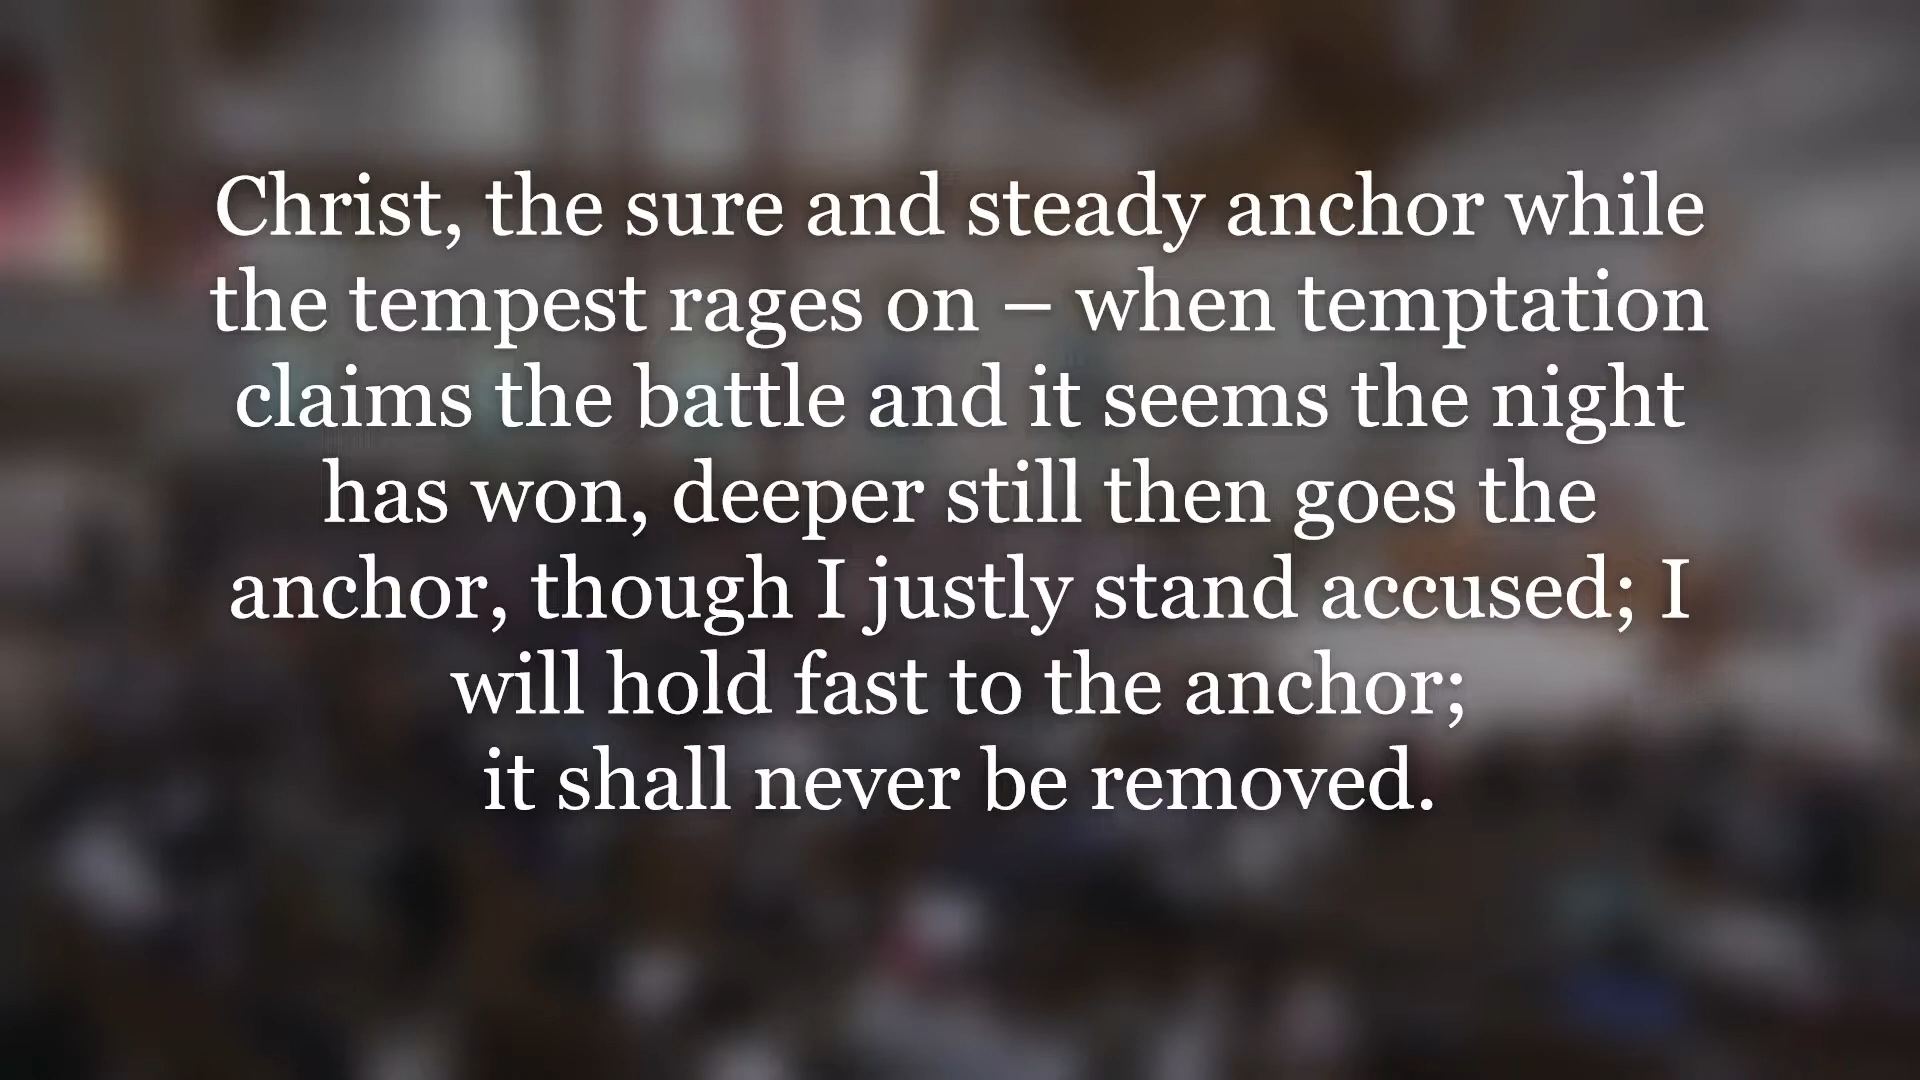 Christ, the sure and steady anchor while
the tempest rages on – when temptation
claims the battle and it seems the night
has won, deeper still then goes the
anchor, though I justly stand accused; I
will hold fast to the anchor;
it shall never be removed.